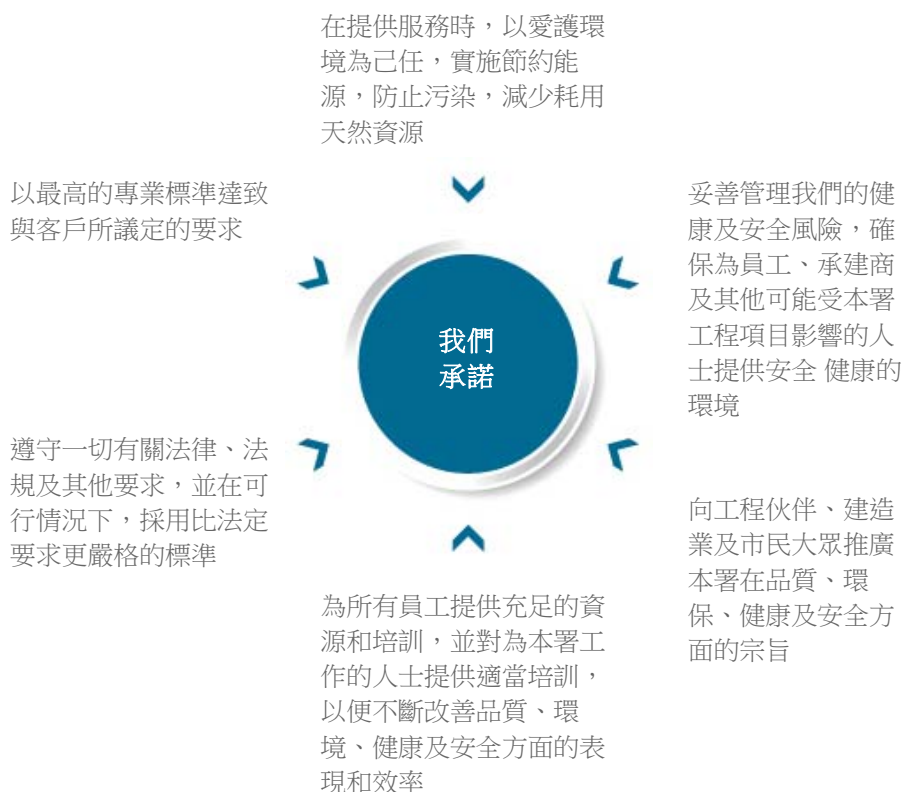 在提供服務時，以愛護環
境為己任，實施節約能
源，防止污染，減少耗用
天然資源
以最高的專業標準達致
與客戶所議定的要求
妥善管理我們的健
康及安全風險，確
保為員工、承建商
及其他可能受本署
工程項目影響的人
士提供安全 健康的
環境
我們
承諾
遵守一切有關法律、法
規及其他要求，並在可
行情況下，採用比法定
要求更嚴格的標準
向工程伙伴、建造
業及市民大眾推廣
本署在品質、環
保、健康及安全方
面的宗旨
為所有員工提供充足的資
源和培訓，並對為本署工
作的人士提供適當培訓，
以便不斷改善品質、環
境、健康及安全方面的表
現和效率